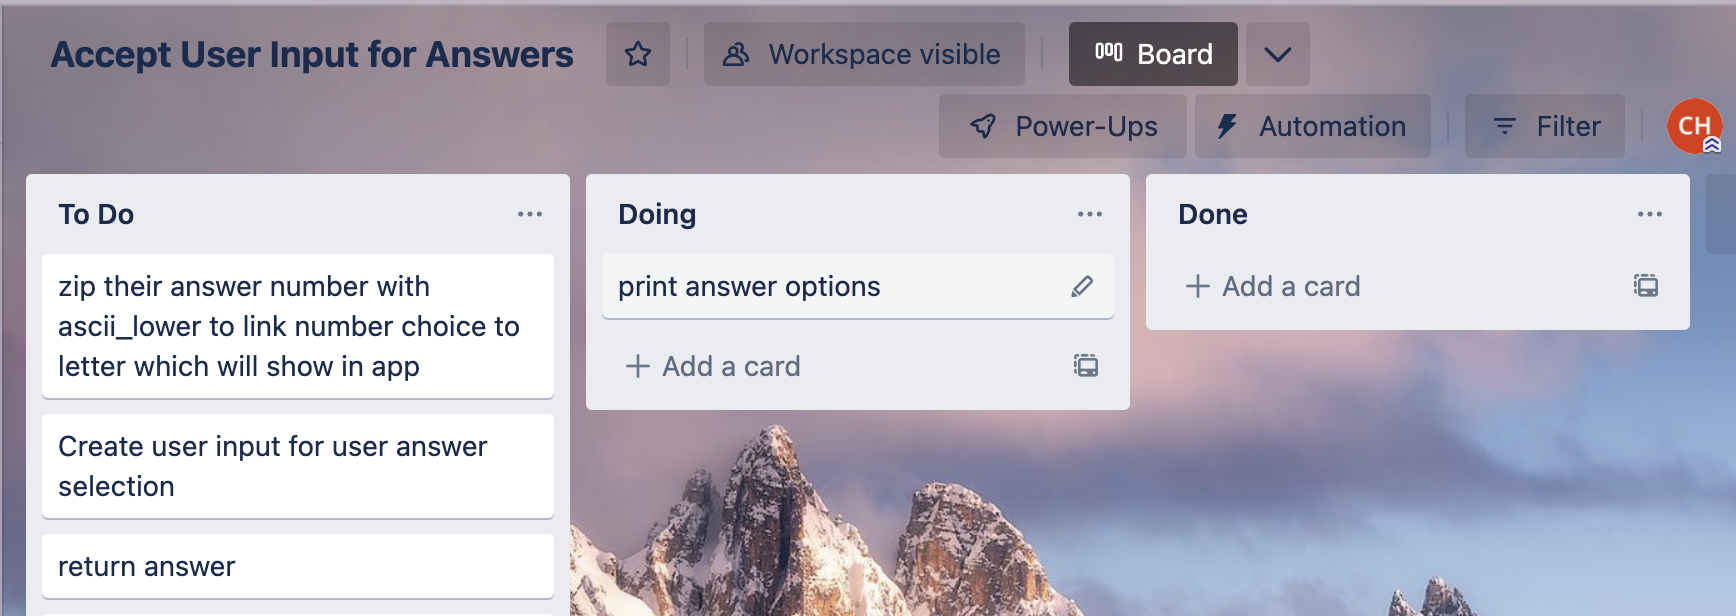 Accept User Input for Answers
Workspace visible
Board
Power-Ups
Automation
Filter
CH
To Do
zip their answer number with
ascii_lower to link number choice to
letter which will show in app
Create user input for user answer
selection
return answer
Doing
print answer options
+ Add a card
Done
+ Add a card